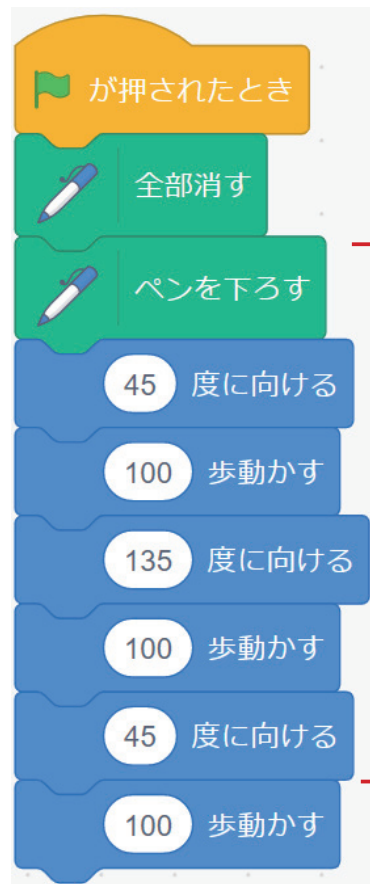 が押されたとき
全部消す
ペンを下ろす
45 度に向ける
100 歩動かす
135 度に向ける
100 歩動かす
45 度に向ける
100 歩動かす